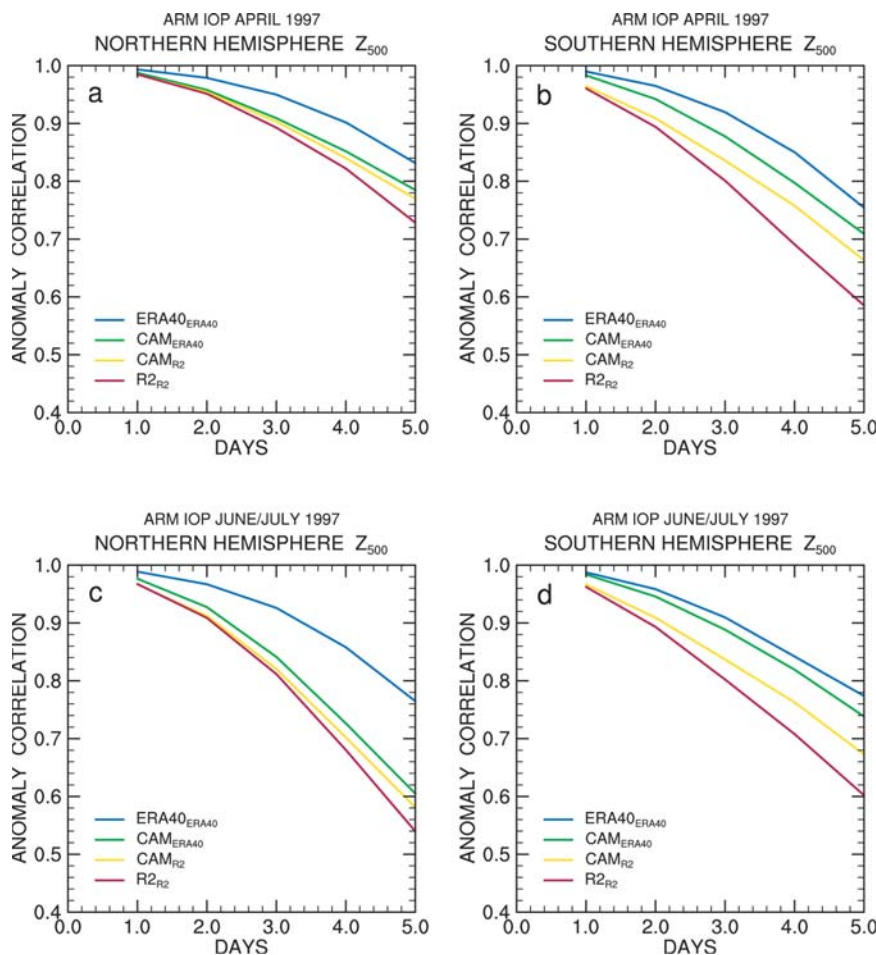 ARM IOP APRIL 1997
NORTHERN HEMISPHERE Z500
a
ANOMALY CORRELATION
1.0
0.9
0.8
0.7
0.6
0.5
0.4
ERA40ERA40
CAMERA40
CAMR2
R2R2
0.0 1.0 2.0 3.0 4.0 5.0
DAYS
ARM IOP APRIL 1997
SOUTHERN HEMISPHERE Z500
b
ANOMALY CORRELATION
1.0
0.9
0.8
0.7
0.6
0.5
0.4
ERA40ERA40
CAMERA40
CAMR2
R2R2
0.0 1.0 2.0 3.0 4.0 5.0
DAYS
ARM IOP JUNE/JULY 1997
NORTHERN HEMISPHERE Z500
c
ANOMALY CORRELATION
1.0
0.9
0.8
0.7
0.6
0.5
0.4
ERA40ERA40
CAMERA40
CAMR2
R2R2
0.0 1.0 2.0 3.0 4.0 5.0
DAYS
ARM IOP JUNE/JULY 1997
SOUTHERN HEMISPHERE Z500
d
ANOMALY CORRELATION
1.0
0.9
0.8
0.7
0.6
0.5
0.4
ERA40ERA40
CAMERA40
CAMR2
R2R2
0.0 1.0 2.0 3.0 4.0 5.0
DAYS